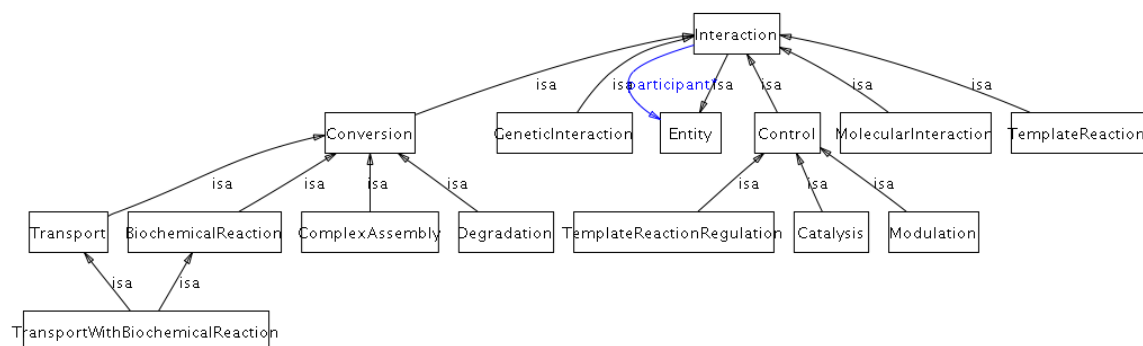 Interaction
isa
isa
participant*
isa
isa
isa
isa
Conversion
GeneticInteraction
Entity
Control
MolecularInteraction
TemplateReaction
isa
isa
isa
isa
isa
isa
isa
Transport
BiochemicalReaction
ComplexAssembly
Degradation
TemplateReactionRegulation
Catalysis
Modulation
isa
isa
TransportWithBiochemicalReaction